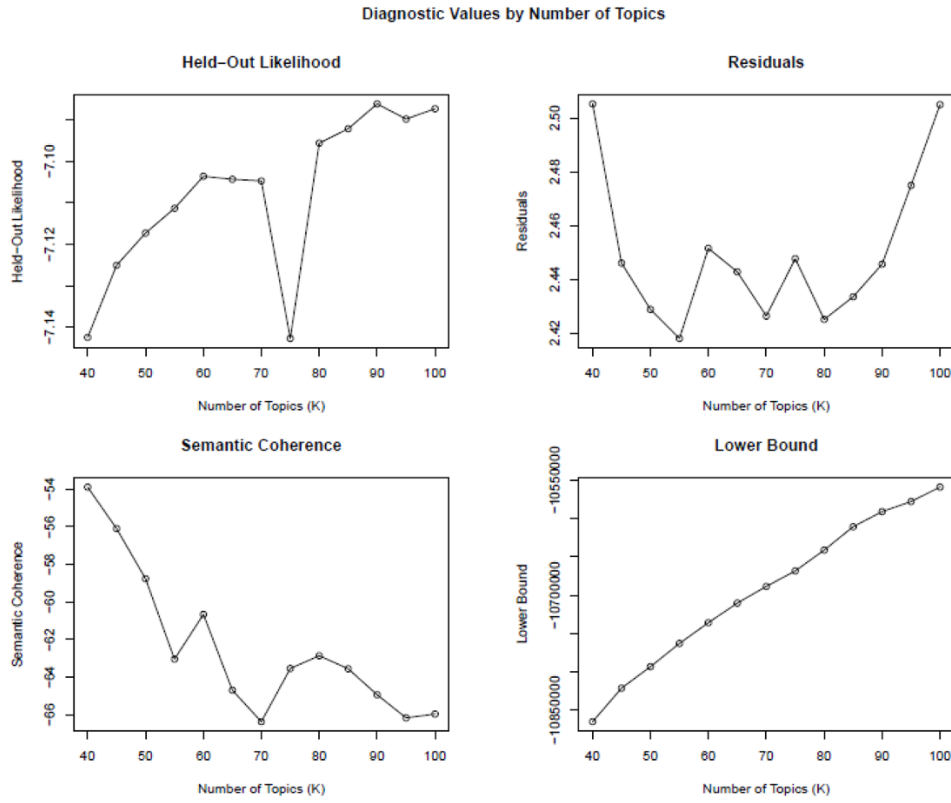 Diagnostic Values by Number of Topics
Held−Out Likelihood
Held−Out Likelihood
−7.10
−7.12
−7.14
40 50 60 70 80 90 100
Number of Topics (K)
Residuals
Residuals
2.50
2.48
2.46
2.44
2.42
40 50 60 70 80 90 100
Number of Topics (K)
Semantic Coherence
Semantic Coherence
−54
−56
−58
−60
−62
−64
−66
40 50 60 70 80 90 100
Number of Topics (K)
Lower Bound
Lower Bound
−10550000
−10700000
−10850000
40 50 60 70 80 90 100
Number of Topics (K)